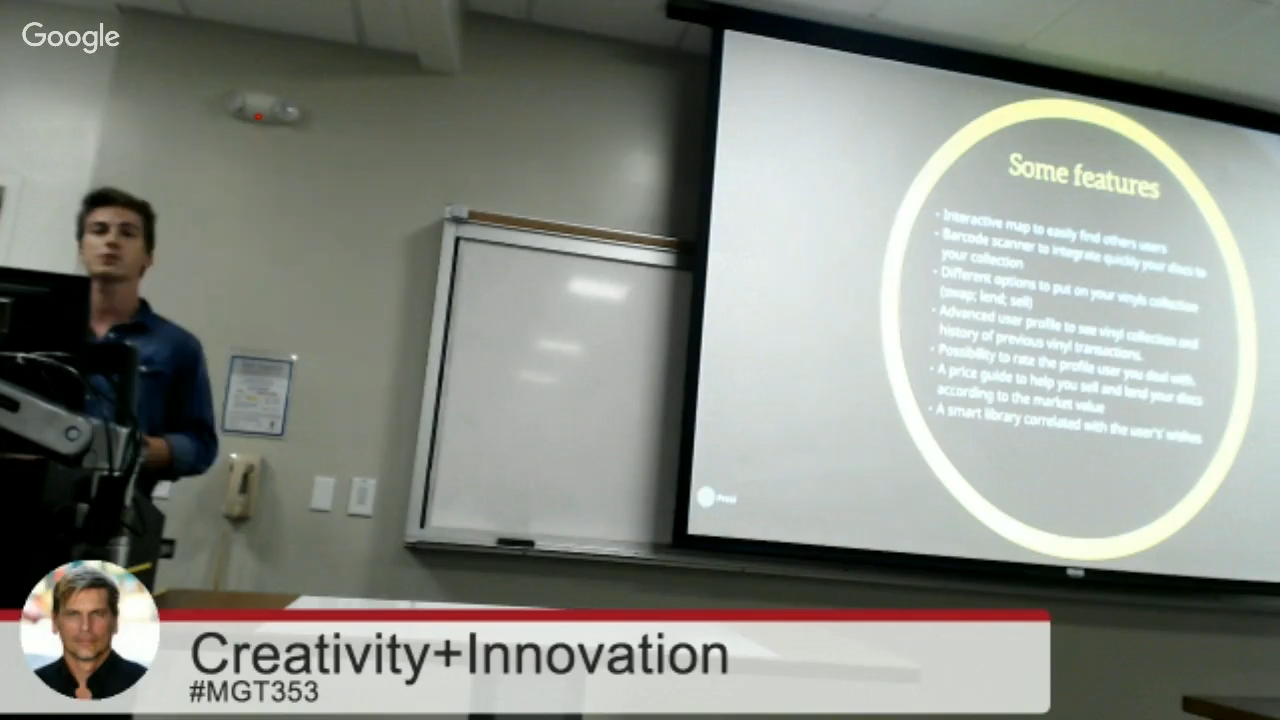 Google
Some features
- Interactive map to easily find others users
- Barcode scanner to integrate quickly your discs to
your collection
- Different options to put on your vinyls collection
(swap; lend; sell)
- Advanced user profile to see vinyl collection and
history of previous vinyl transactions.
- Possibility to rate the profile user you deal with.
- A price guide to help you sell and lend your discs
according to the market value
- A smart library correlated with the user's wishes
Prezi
Creativity+Innovation
#MGT353